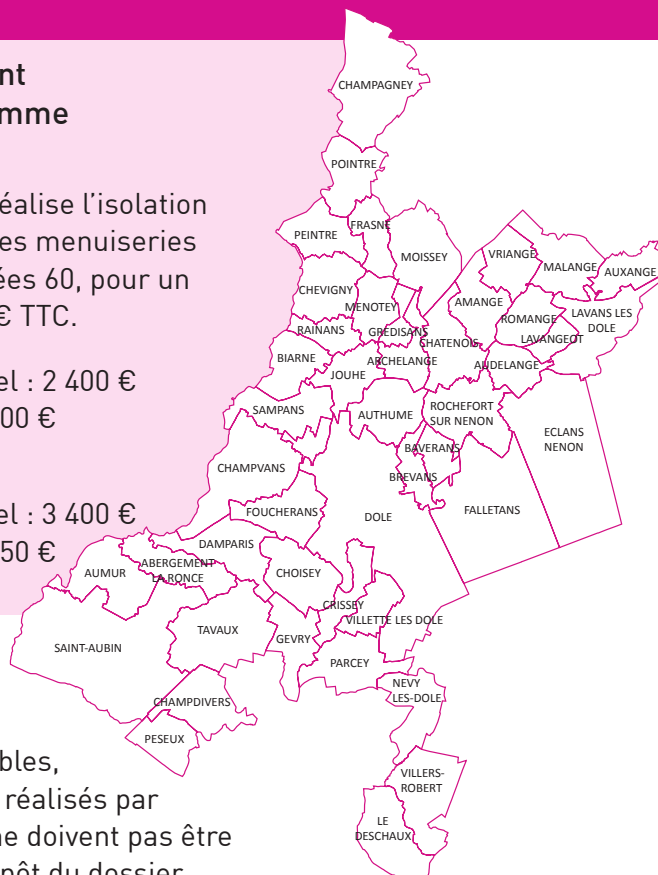 nt
mme
éalise l’isolation
es menuiseries
ées 60, pour un
€ TTC.
el : 2 400 €
00 €
el : 3 400 €
50 €
bles,
réalisés par
ne doivent pas être
pôt du dossier
CHAMPAGNEY
POINTRE
FRASNE
PEINTRE
MOISSEY
VRIANGE
MALANGE
AUXANGE
CHEVIGNY
MENOTEY
AMANGE
ROMANGE
LAVANS LES
DOLE
RAINANS
GREDISANS
CHATENOIS
LAVANGEOT
BIARNE
JOUHE
ARCHELANGE
AUDELANGE
SAMPANS
AUTHUME
ROCHEFORT
SUR NENON
ECLANS
NENON
BAVERANS
CHAMPVANS
BREVANS
FOUCHERANS
DOLE
FALLETANS
DAMPARIS
ABERGEMENT
LA RONCE
AUMUR
CHOISEY
CRISSEY
VILLETTE LES DOLE
TAVAUX
GEVRY
SAINT-AUBIN
PARCEY
NEVY
LES-DOLE
CHAMPDIVERS
PESEUX
VILLERS-
ROBERT
LE
DESCHAUX